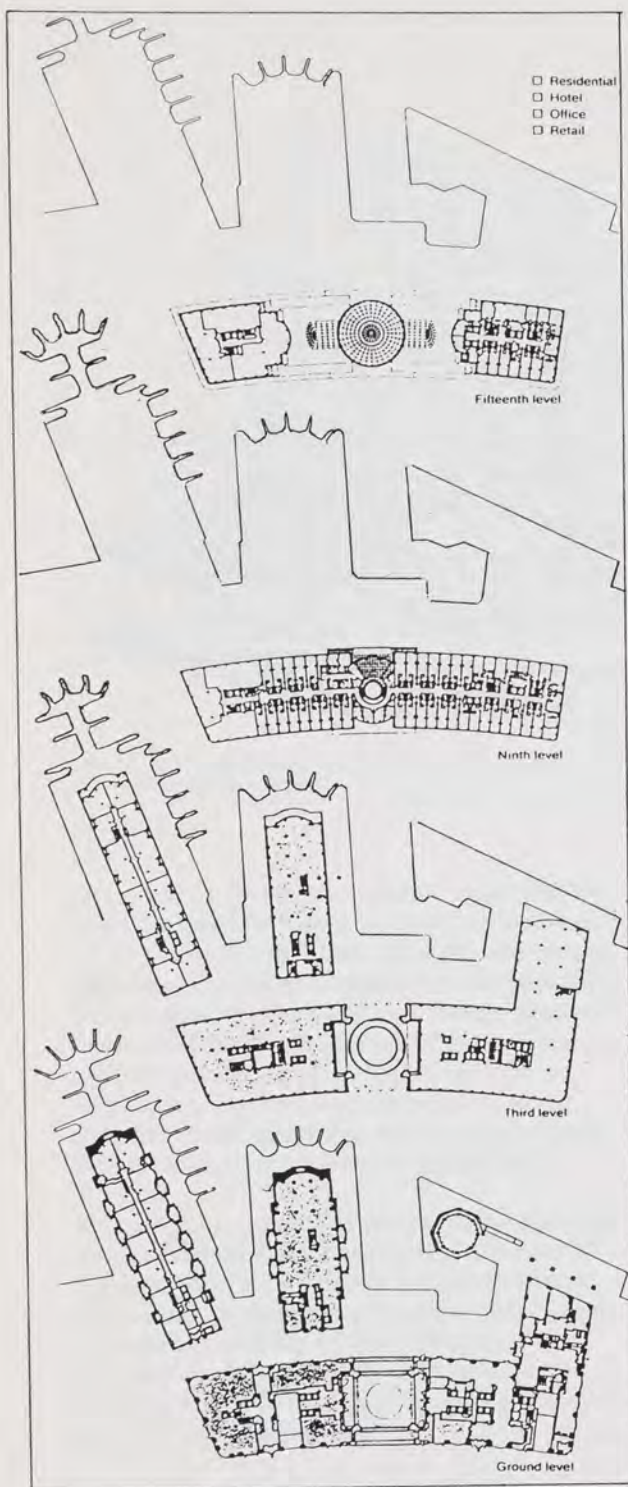 Residential
Hotel
Office
Retail
Fifteenth level
Ninth level
Third level
Ground level